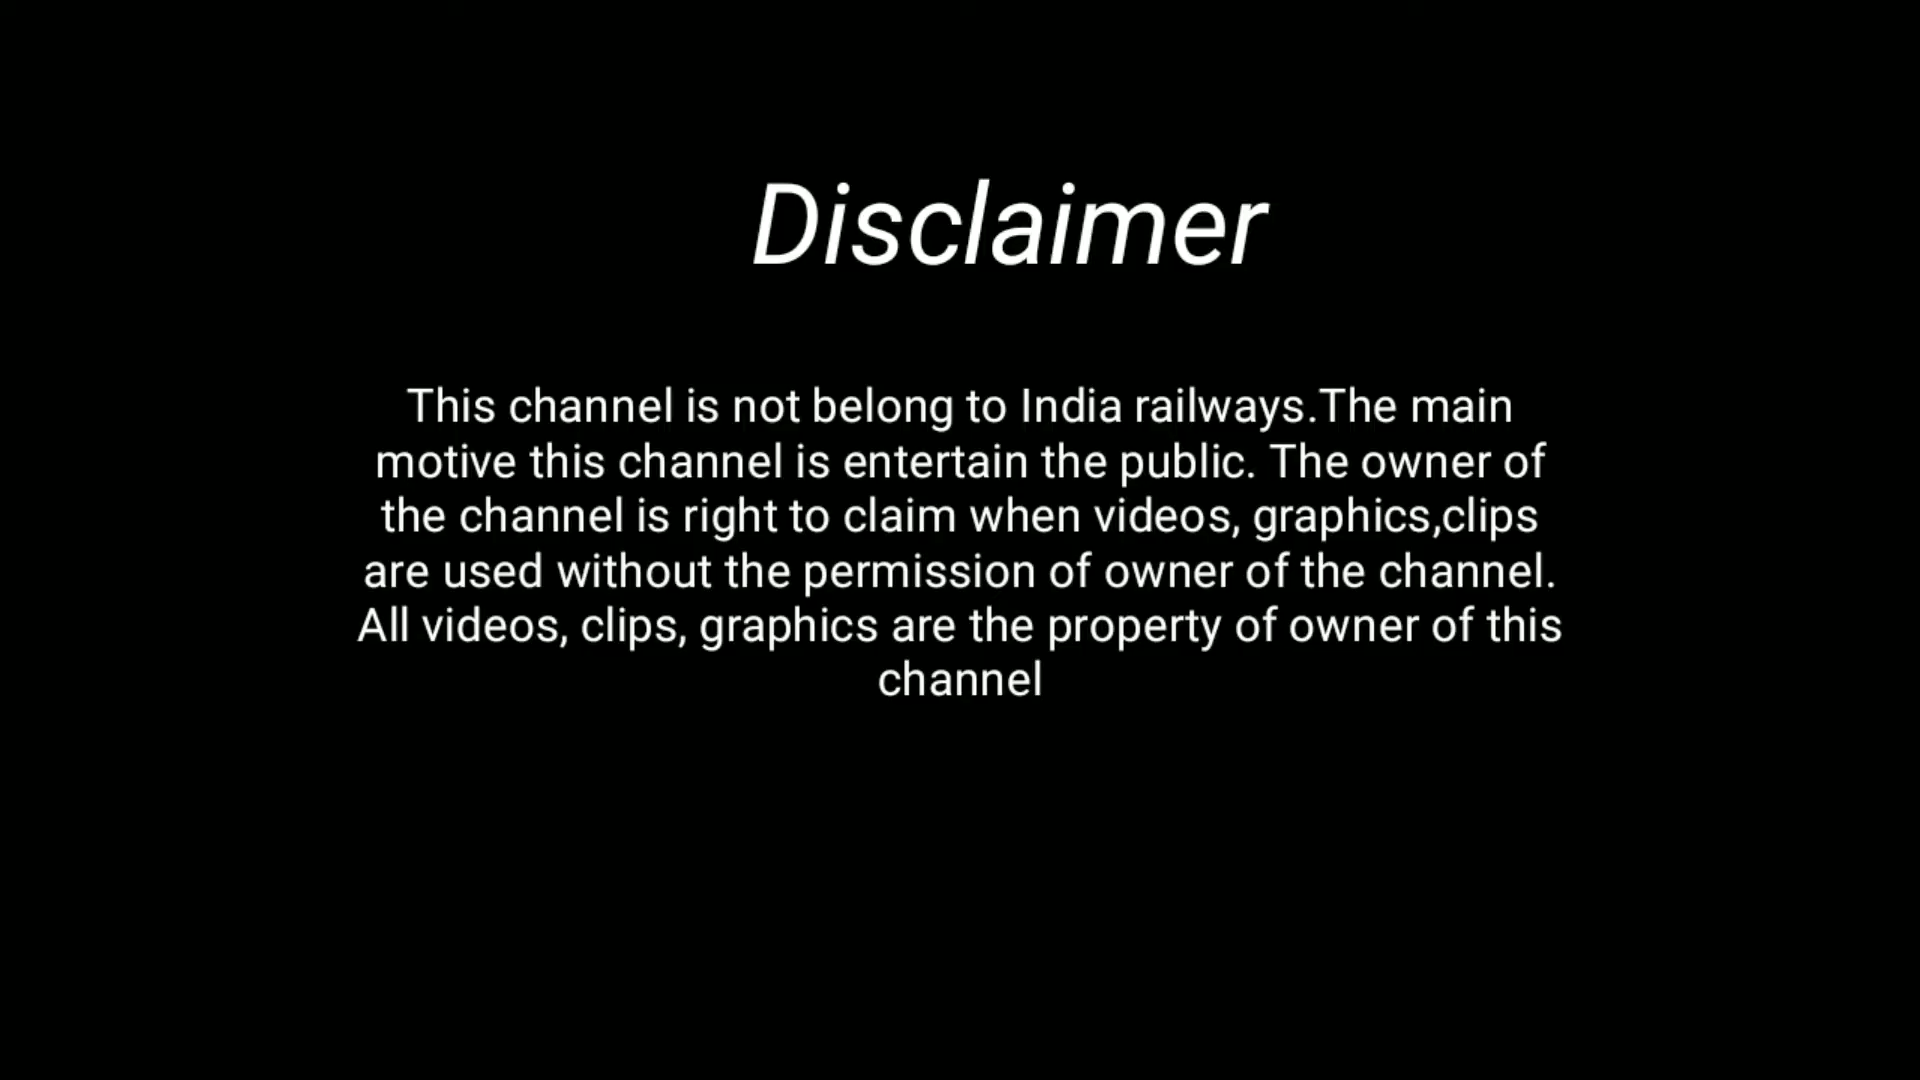 Disclaimer
This channel is not belong to India railways.The main
motive this channel is entertain the public. The owner of
the channel is right to claim when videos, graphics,clips
are used without the permission of owner of the channel.
All videos, clips, graphics are the property of owner of this
channel